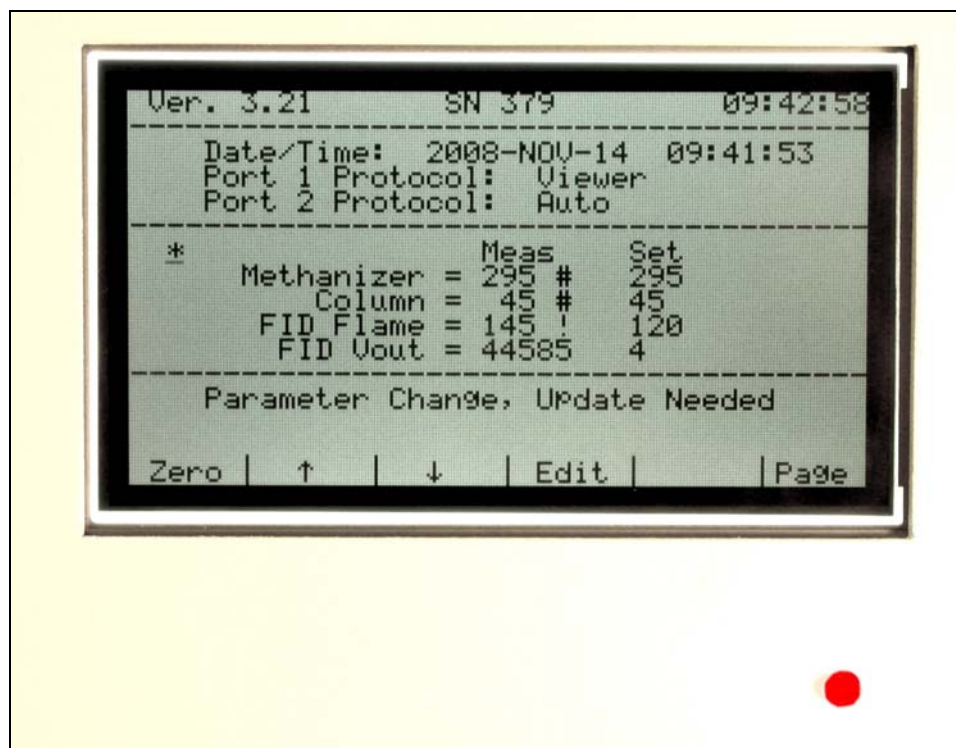 Ver. 3.21 SN 379 09:42:58
Date/Time: 2008-NOV-14 09:41:53
Port 1 Protocol: Viewer
Port 2 Protocol: Auto
* Meas Set
Methanizer = 295 # 295
Column = 45 # 45
FID Flame = 145 ! 120
FID Vout = 44585 4
Parameter Change, Update Needed
Zero | ↑ | ↓ | Edit | | Page